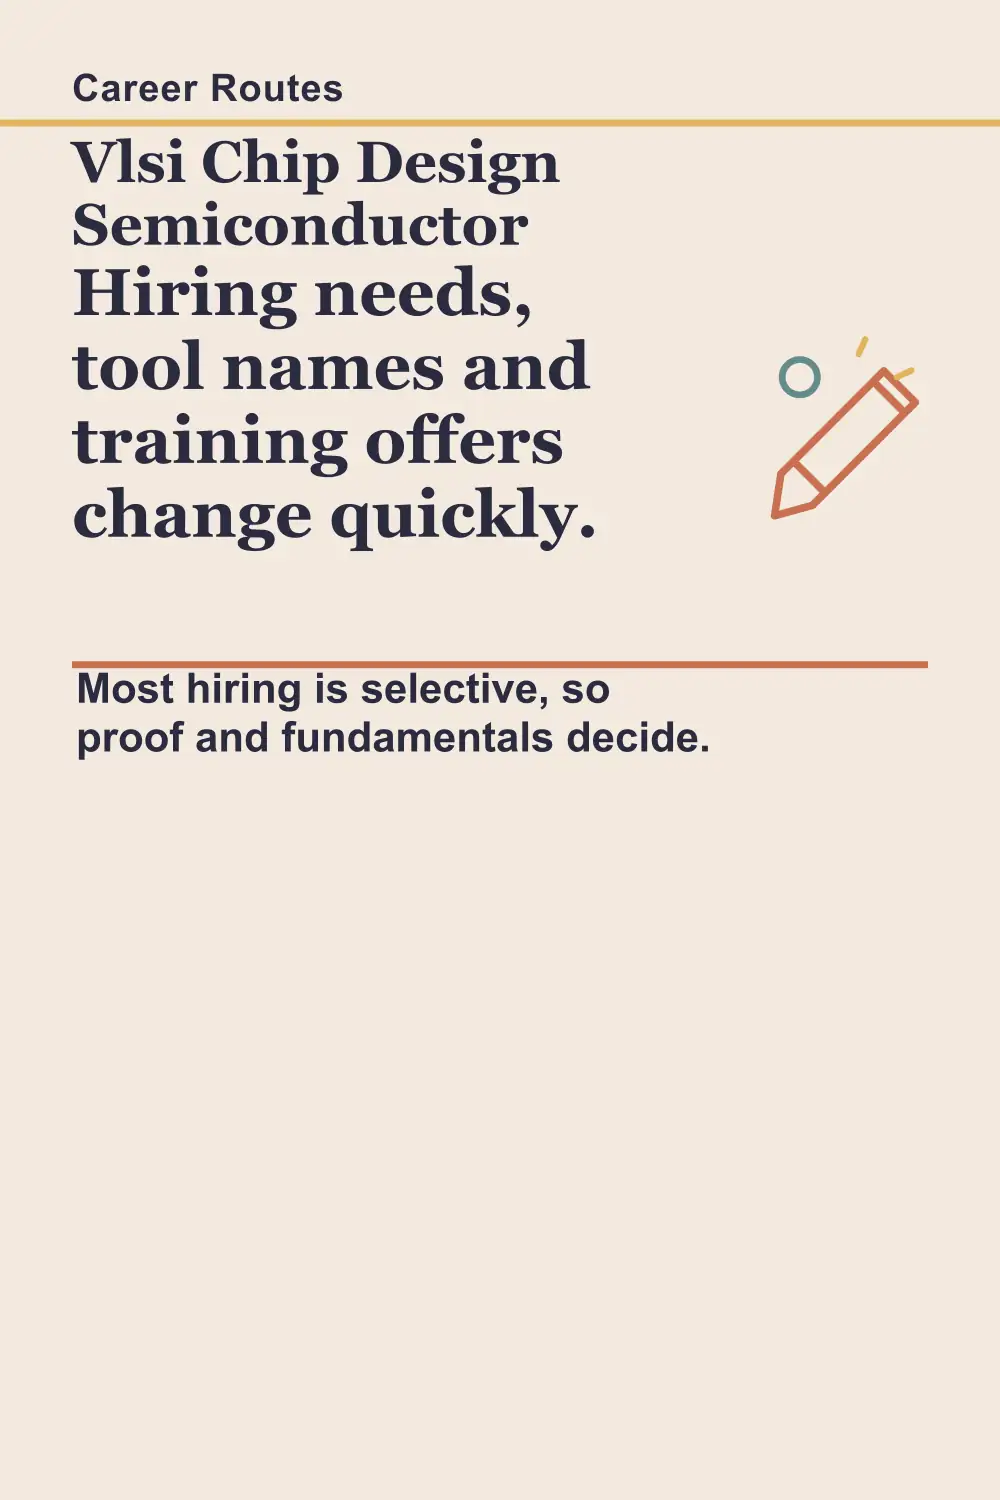 Career Routes
Vlsi Chip Design
Semiconductor
Hiring needs,
tool names and
training offers
change quickly.
Most hiring is selective, so
proof and fundamentals decide.